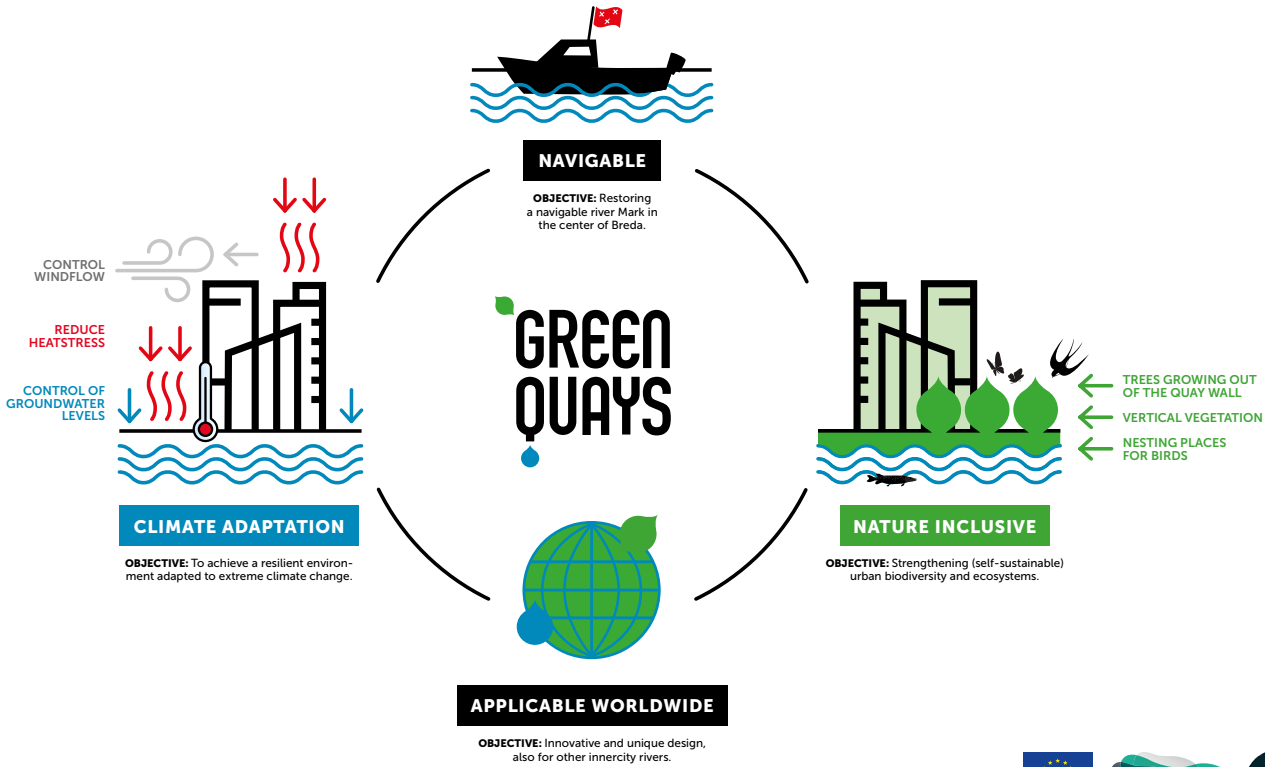 NAVIGABLE
OBJECTIVE: Restoring
a navigable river Mark in
the center of Breda.
CONTROL
WINDFLOW
REDUCE
HEATSTRESS
CONTROL OF
GROUNDWATER
LEVELS
CLIMATE ADAPTATION
OBJECTIVE: To achieve a resilient environ-
ment adapted to extreme climate change.
GREEN
QUAYS
TREES GROWING OUT
OF THE QUAY WALL
VERTICAL VEGETATION
NESTING PLACES
FOR BIRDS
NATURE INCLUSIVE
OBJECTIVE: Strengthening (self-sustainable)
urban biodiversity and ecosystems.
APPLICABLE WORLDWIDE
OBJECTIVE: Innovative and unique design,
also for other innercity rivers.